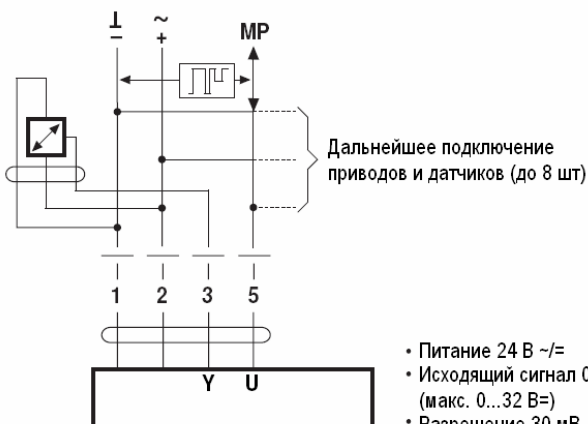 ⊥ ~
− + MP
Дальнейшее подключение
приводов и датчиков (до 8 шт)
1 2 3 5
Y U
• Питание 24 В ~/=
• Исходящий сигнал
(макс. 0...32 В=)
• Разрешение 30 мВ